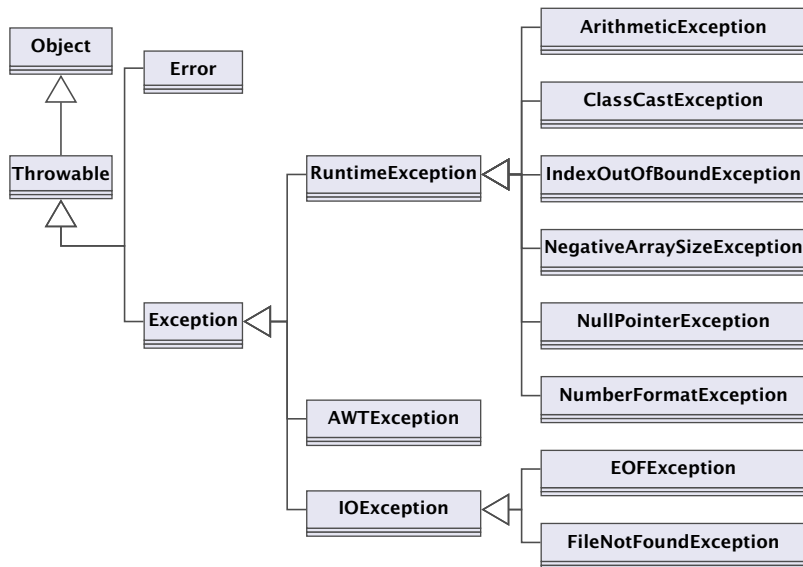 Object
Error
Throwable
Exception
RuntimeException
AWTException
IOException
ArithmeticException
ClassCastException
IndexOutOfBoundException
NegativeArraySizeException
NullPointerException
NumberFormatException
EOFException
FileNotFoundException